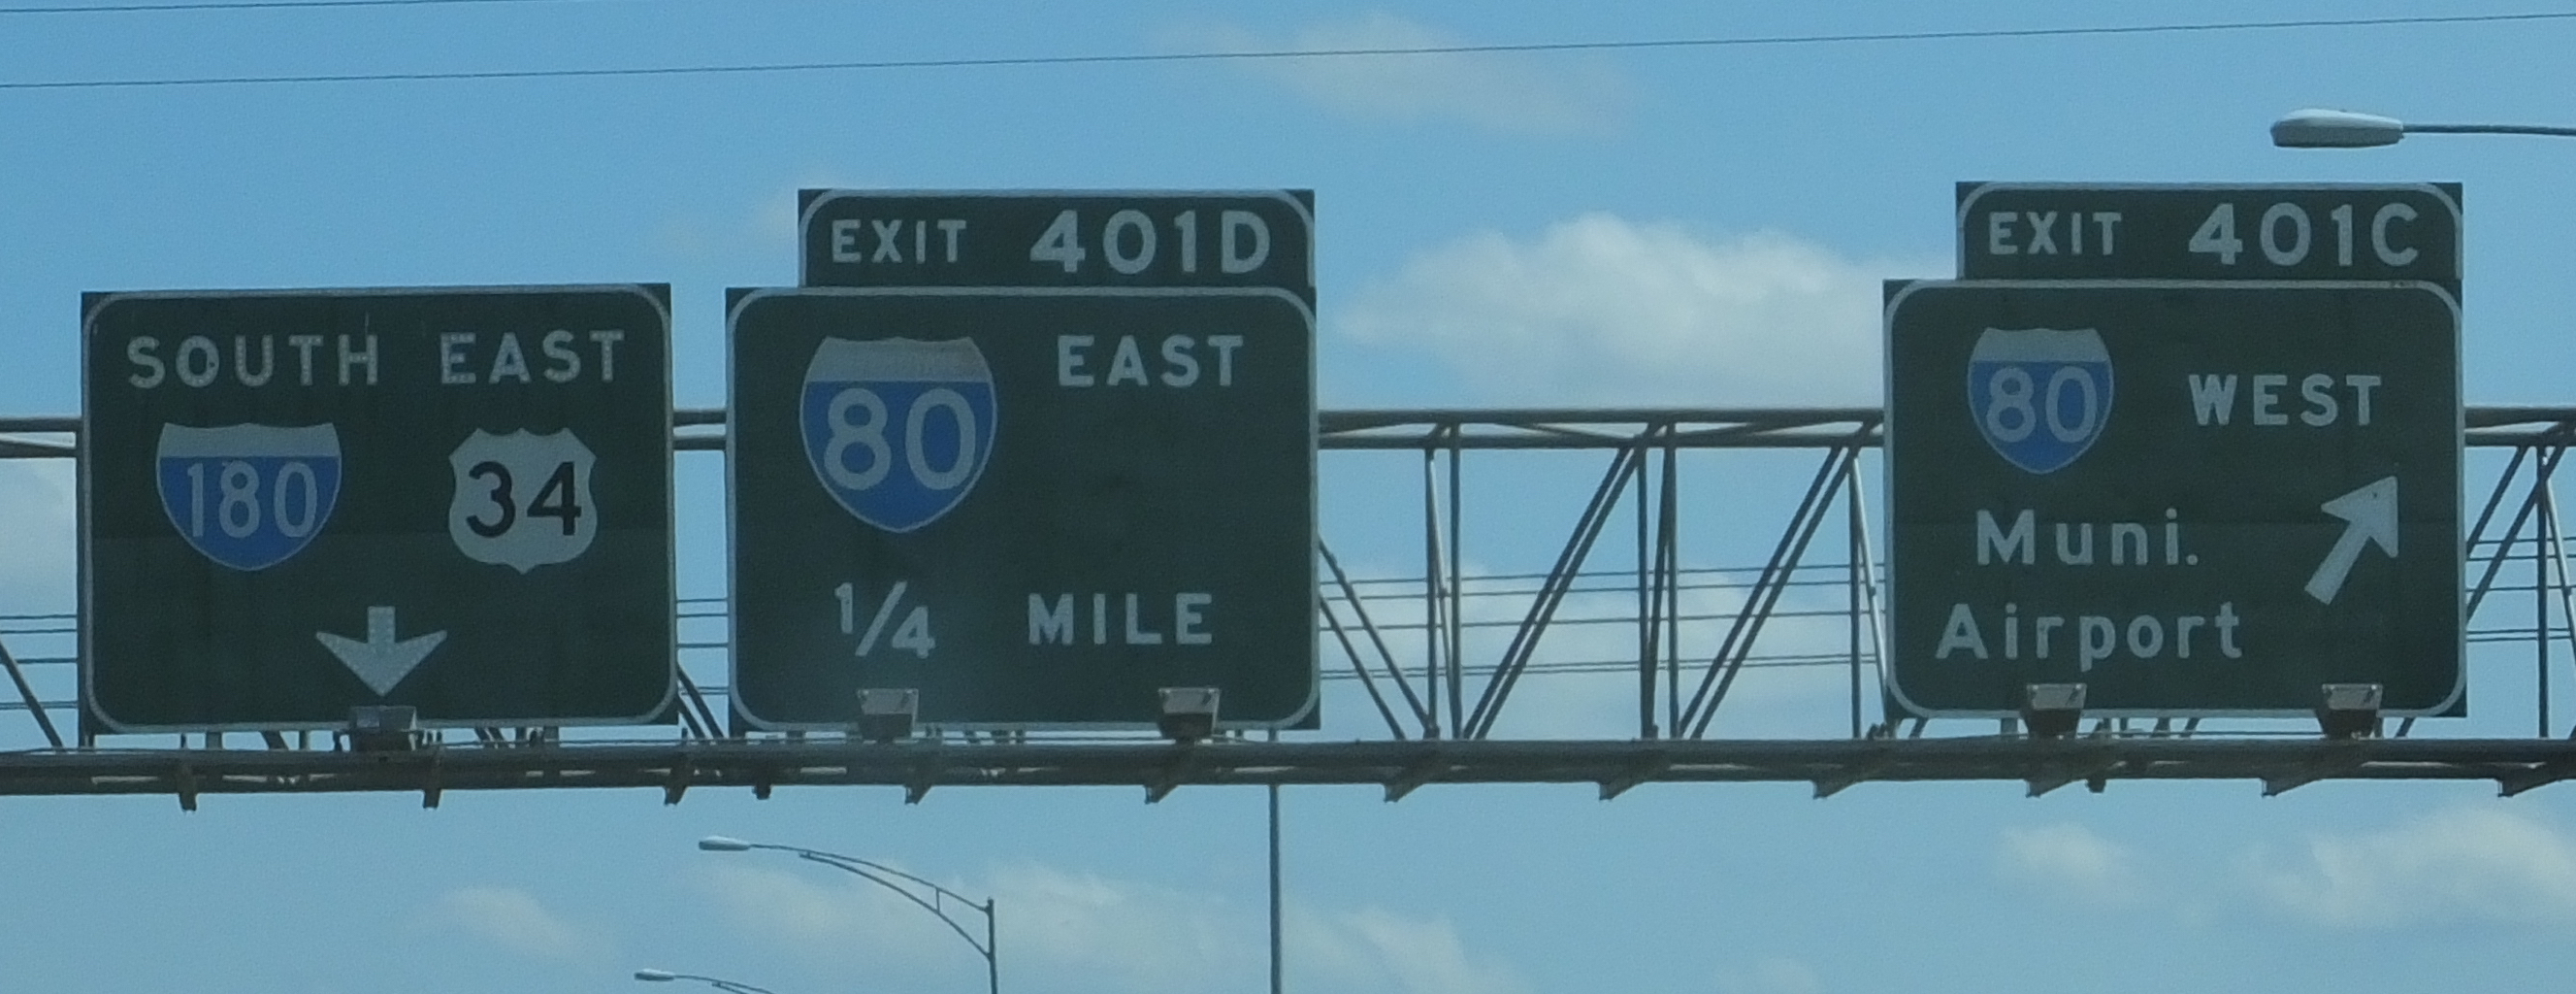 SOUTH EAST
180 34
EXIT 401D
80 EAST
1/4 MILE
EXIT 401C
80 WEST
Muni.
Airport